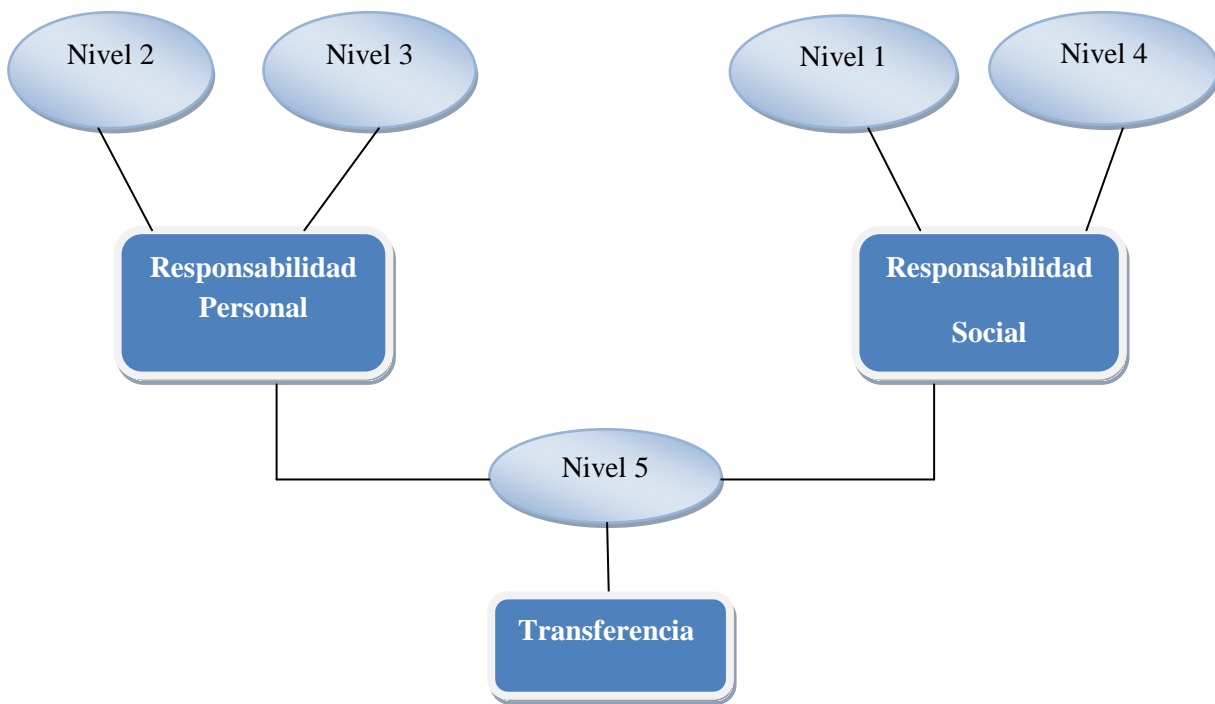 Nivel 2
Nivel 3
Nivel 1
Nivel 4
Responsabilidad
Personal
Responsabilidad
Social
Nivel 5
Transferencia